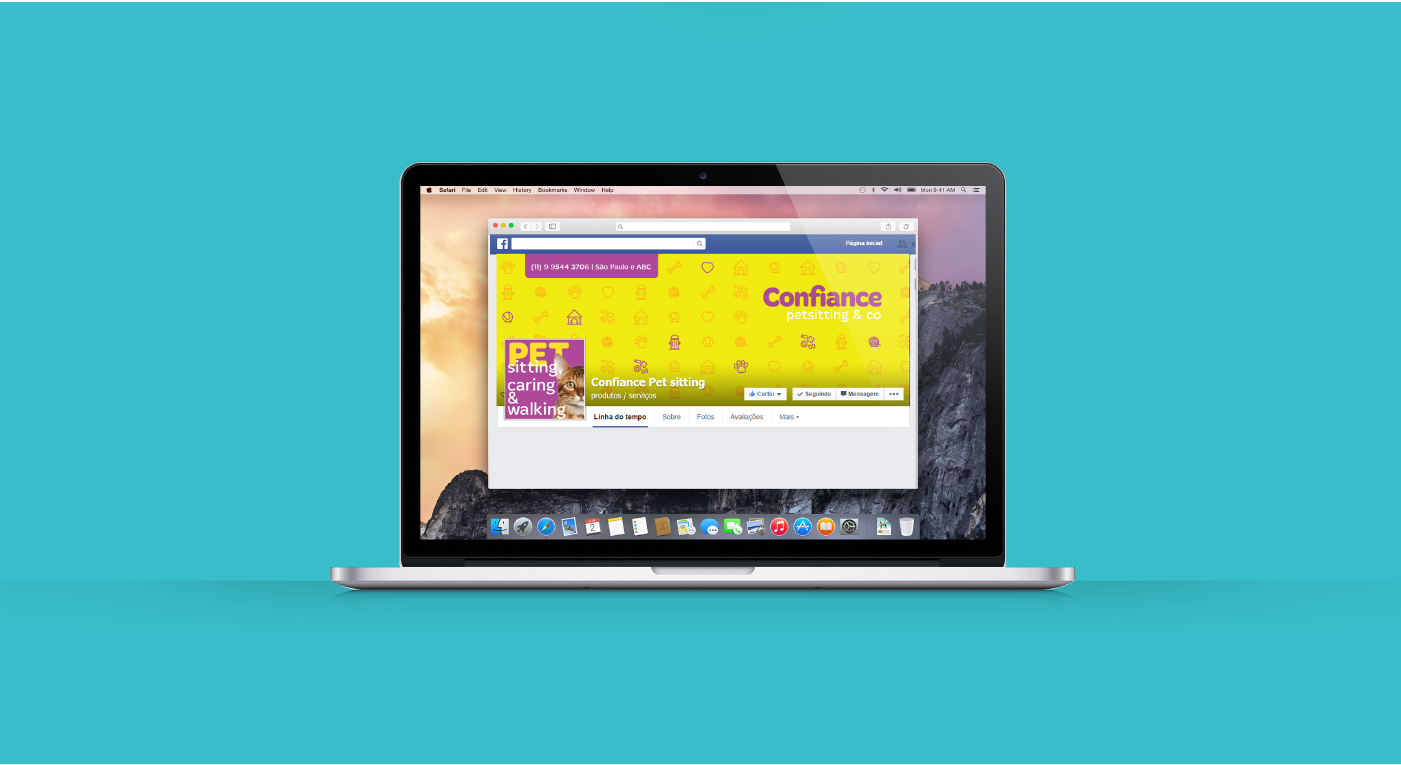 Safari File Edit View History Bookmarks Window Help
Mon 9:41 AM
Página inicial
(11) 9 9544 3706 | São Paulo e ABC
Confiance
petsitting & co
PET
sitting,
caring
&
walking
Confiance Pet sitting
produtos / serviços
Curtiu
Seguindo
Mensagem
Linha do tempo
Sobre
Fotos
Avaliações
Mais
2